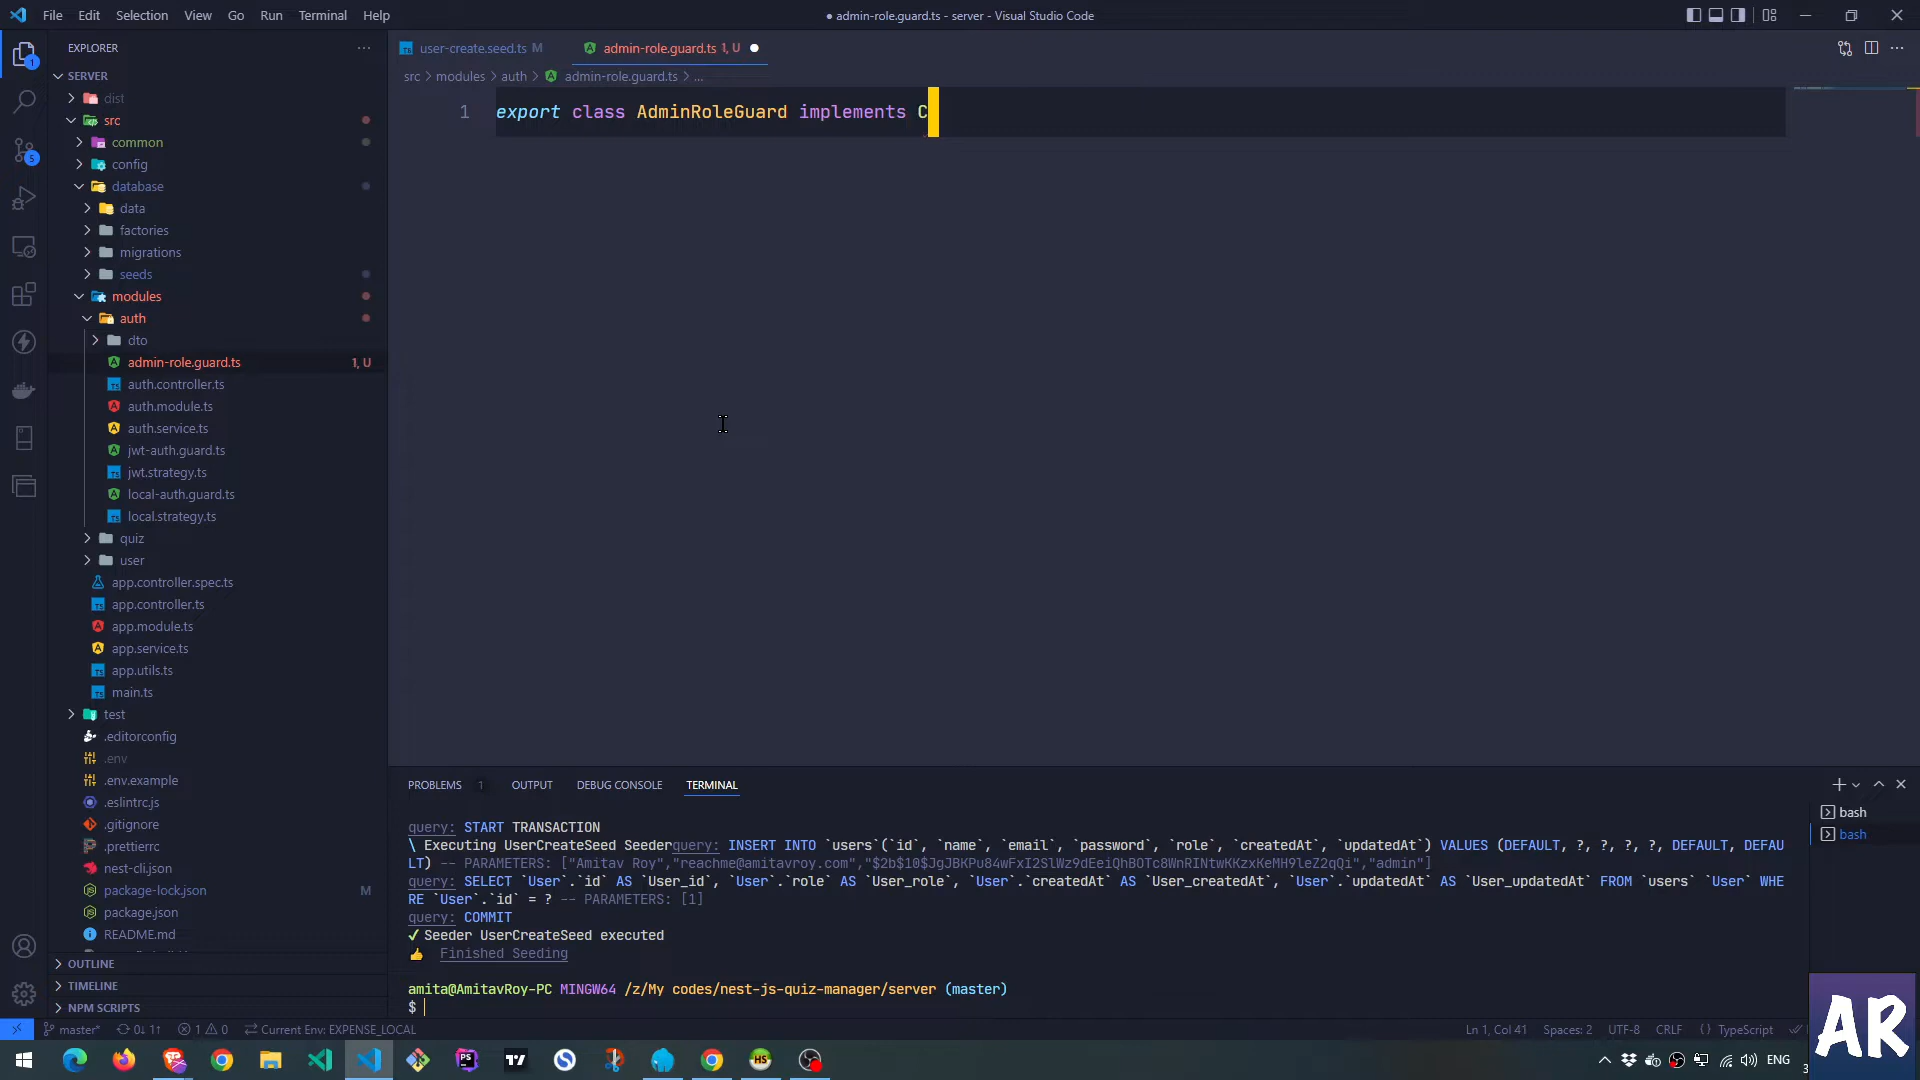 File Edit Selection View Go Run Terminal Help
● admin-role.guard.ts - server - Visual Studio Code
EXPLORER
SERVER
dist
src
common
config
database
data
factories
migrations
seeds
modules
auth
dto
admin-role.guard.ts 1, U
auth.controller.ts
auth.module.ts
auth.service.ts
jwt-auth.guard.ts
jwt.strategy.ts
local-auth.guard.ts
local.strategy.ts
quiz
user
app.controller.spec.ts
app.controller.ts
app.module.ts
app.service.ts
app.utils.ts
main.ts
test
.editorconfig
.env
.env.example
.eslintrc.js
.gitignore
.prettierrc
nest-cli.json
package-lock.json M
package.json
README.md
OUTLINE
TIMELINE
NPM SCRIPTS
user-create.seed.ts M
admin-role.guard.ts 1, U
src > modules > auth > admin-role.guard.ts > ...
1 export class AdminRoleGuard implements C
PROBLEMS 1 OUTPUT DEBUG CONSOLE TERMINAL
query: START TRANSACTION
\ Executing UserCreateSeed Seederquery: INSERT INTO `users`(`id`, `name`, `email`, `password`, `role`, `createdAt`, `updatedAt`) VALUES (DEFAULT, ?, ?, ?, ?, DEFAULT, DEFAU
LT) -- PARAMETERS: ["Amitav Roy","reachme@amitavroy.com","$2b$10$JgJBKPu84wFxI2SlWz9dEeiQhBOTc8WnRINtwKKzxKeMH9leZ2qQi","admin"]
query: SELECT `User`.`id` AS `User_id`, `User`.`role` AS `User_role`, `User`.`createdAt` AS `User_createdAt`, `User`.`updatedAt` AS `User_updatedAt` FROM `users` `User` WHE
RE `User`.`id` = ? -- PARAMETERS: [1]
query: COMMIT
✔ Seeder UserCreateSeed executed
👍 Finished Seeding
amita@AmitavRoy-PC MINGW64 /z/My codes/nest-js-quiz-manager/server (master)
$
bash
bash
master* 0↓ 1↑ 1 0 Current Env: EXPENSE_LOCAL
Ln 1, Col 41 Spaces: 2 UTF-8 CRLF { } TypeScript
ENG
AR